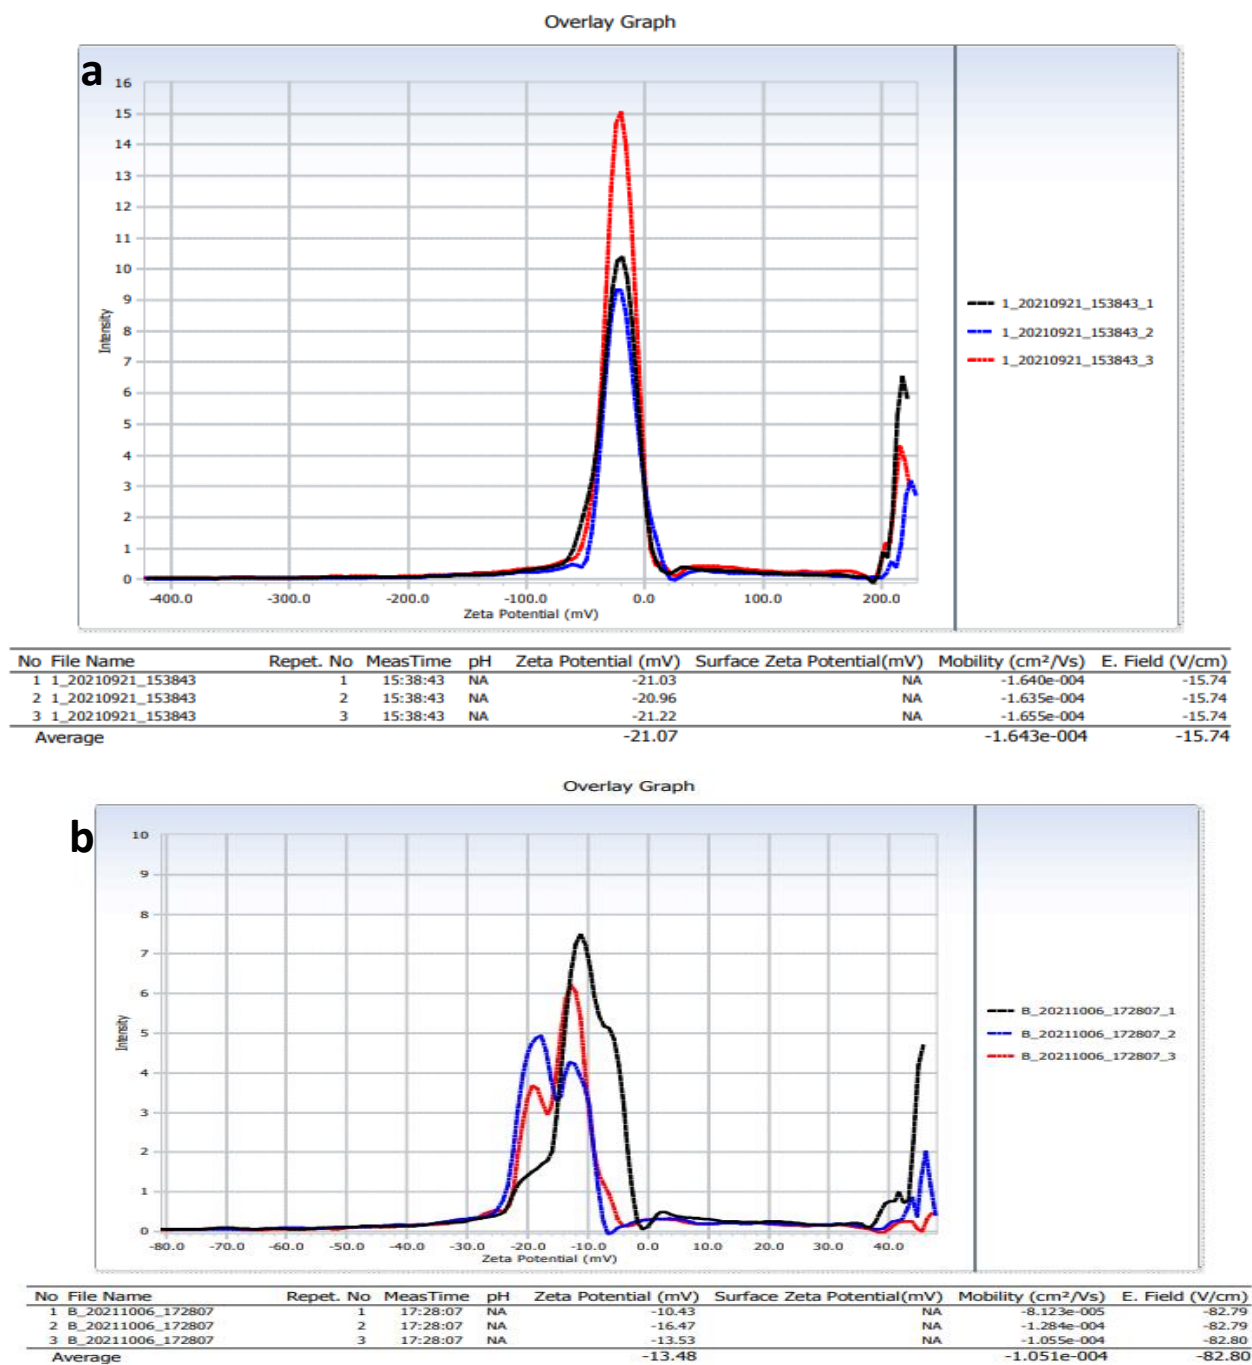 Overlay Graph
a
16
15
14
13
12
11
10
9
8
7
6
5
4
3
2
1
0
Intensity
-400.0 -300.0 -200.0 -100.0 0.0 100.0 200.0
Zeta Potential (mV)
1_20210921_153843_1
1_20210921_153843_2
1_20210921_153843_3
No File Name Repet. No MeasTime pH Zeta Potential (mV) Surface Zeta Potential(mV) Mobility (cm²/Vs) E. Field (V/cm)
1 1_20210921_153843 1 15:38:43 NA -21.03 NA -1.640e-004 -15.74
2 1_20210921_153843 2 15:38:43 NA -20.96 NA -1.635e-004 -15.74
3 1_20210921_153843 3 15:38:43 NA -21.22 NA -1.655e-004 -15.74
Average -21.07 -1.643e-004 -15.74
Overlay Graph
b
10
9
8
7
6
5
4
3
2
1
0
Intensity
-80.0 -70.0 -60.0 -50.0 -40.0 -30.0 -20.0 -10.0 0.0 10.0 20.0 30.0 40.0
Zeta Potential (mV)
B_20211006_172807_1
B_20211006_172807_2
B_20211006_172807_3
No File Name Repet. No MeasTime pH Zeta Potential (mV) Surface Zeta Potential(mV) Mobility (cm²/Vs) E. Field (V/cm)
1 B_20211006_172807 1 17:28:07 NA -10.43 NA -8.123e-005 -82.79
2 B_20211006_172807 2 17:28:07 NA -16.47 NA -1.284e-004 -82.79
3 B_20211006_172807 3 17:28:07 NA -13.53 NA -1.055e-004 -82.80
Average -13.48 -1.051e-004 -82.80